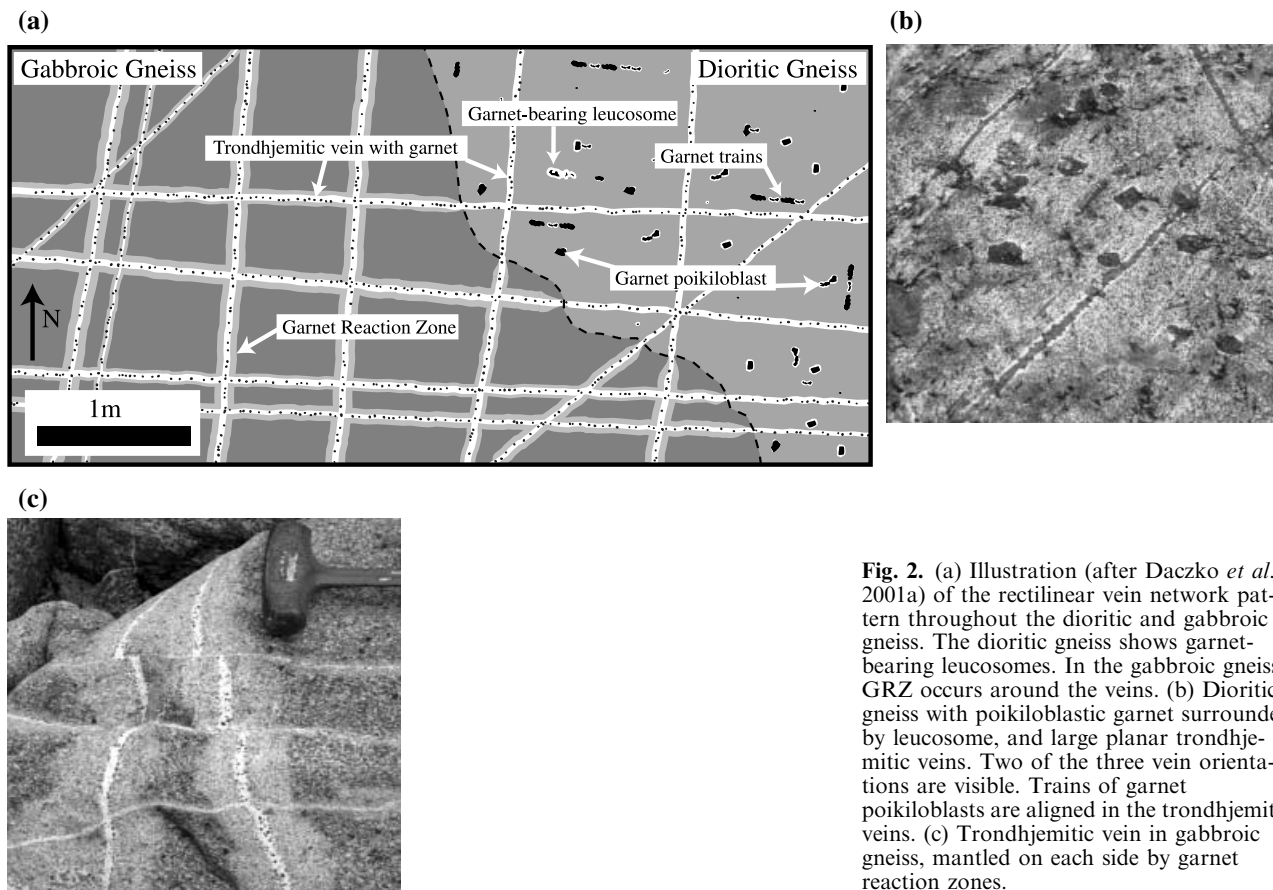 (a)
Gabbroic Gneiss
Dioritic Gneiss
Garnet-bearing leucosome
Trondhjemitic vein with garnet
Garnet trains
Garnet poikiloblast
N
Garnet Reaction Zone
1m
(b)
(c)
Fig. 2. (a) Illustration (after Daczko et al.
2001a) of the rectilinear vein network pat-
tern throughout the dioritic and gabbroic
gneiss. The dioritic gneiss shows garnet-
bearing leucosomes. In the gabbroic gneiss
GRZ occurs around the veins. (b) Dioritic
gneiss with poikiloblastic garnet surrounde
by leucosome, and large planar trondhje-
mitic veins. Two of the three vein orienta-
tions are visible. Trains of garnet
poikiloblasts are aligned in the trondhjemit
veins. (c) Trondhjemitic vein in gabbroic
gneiss, mantled on each side by garnet
reaction zones.